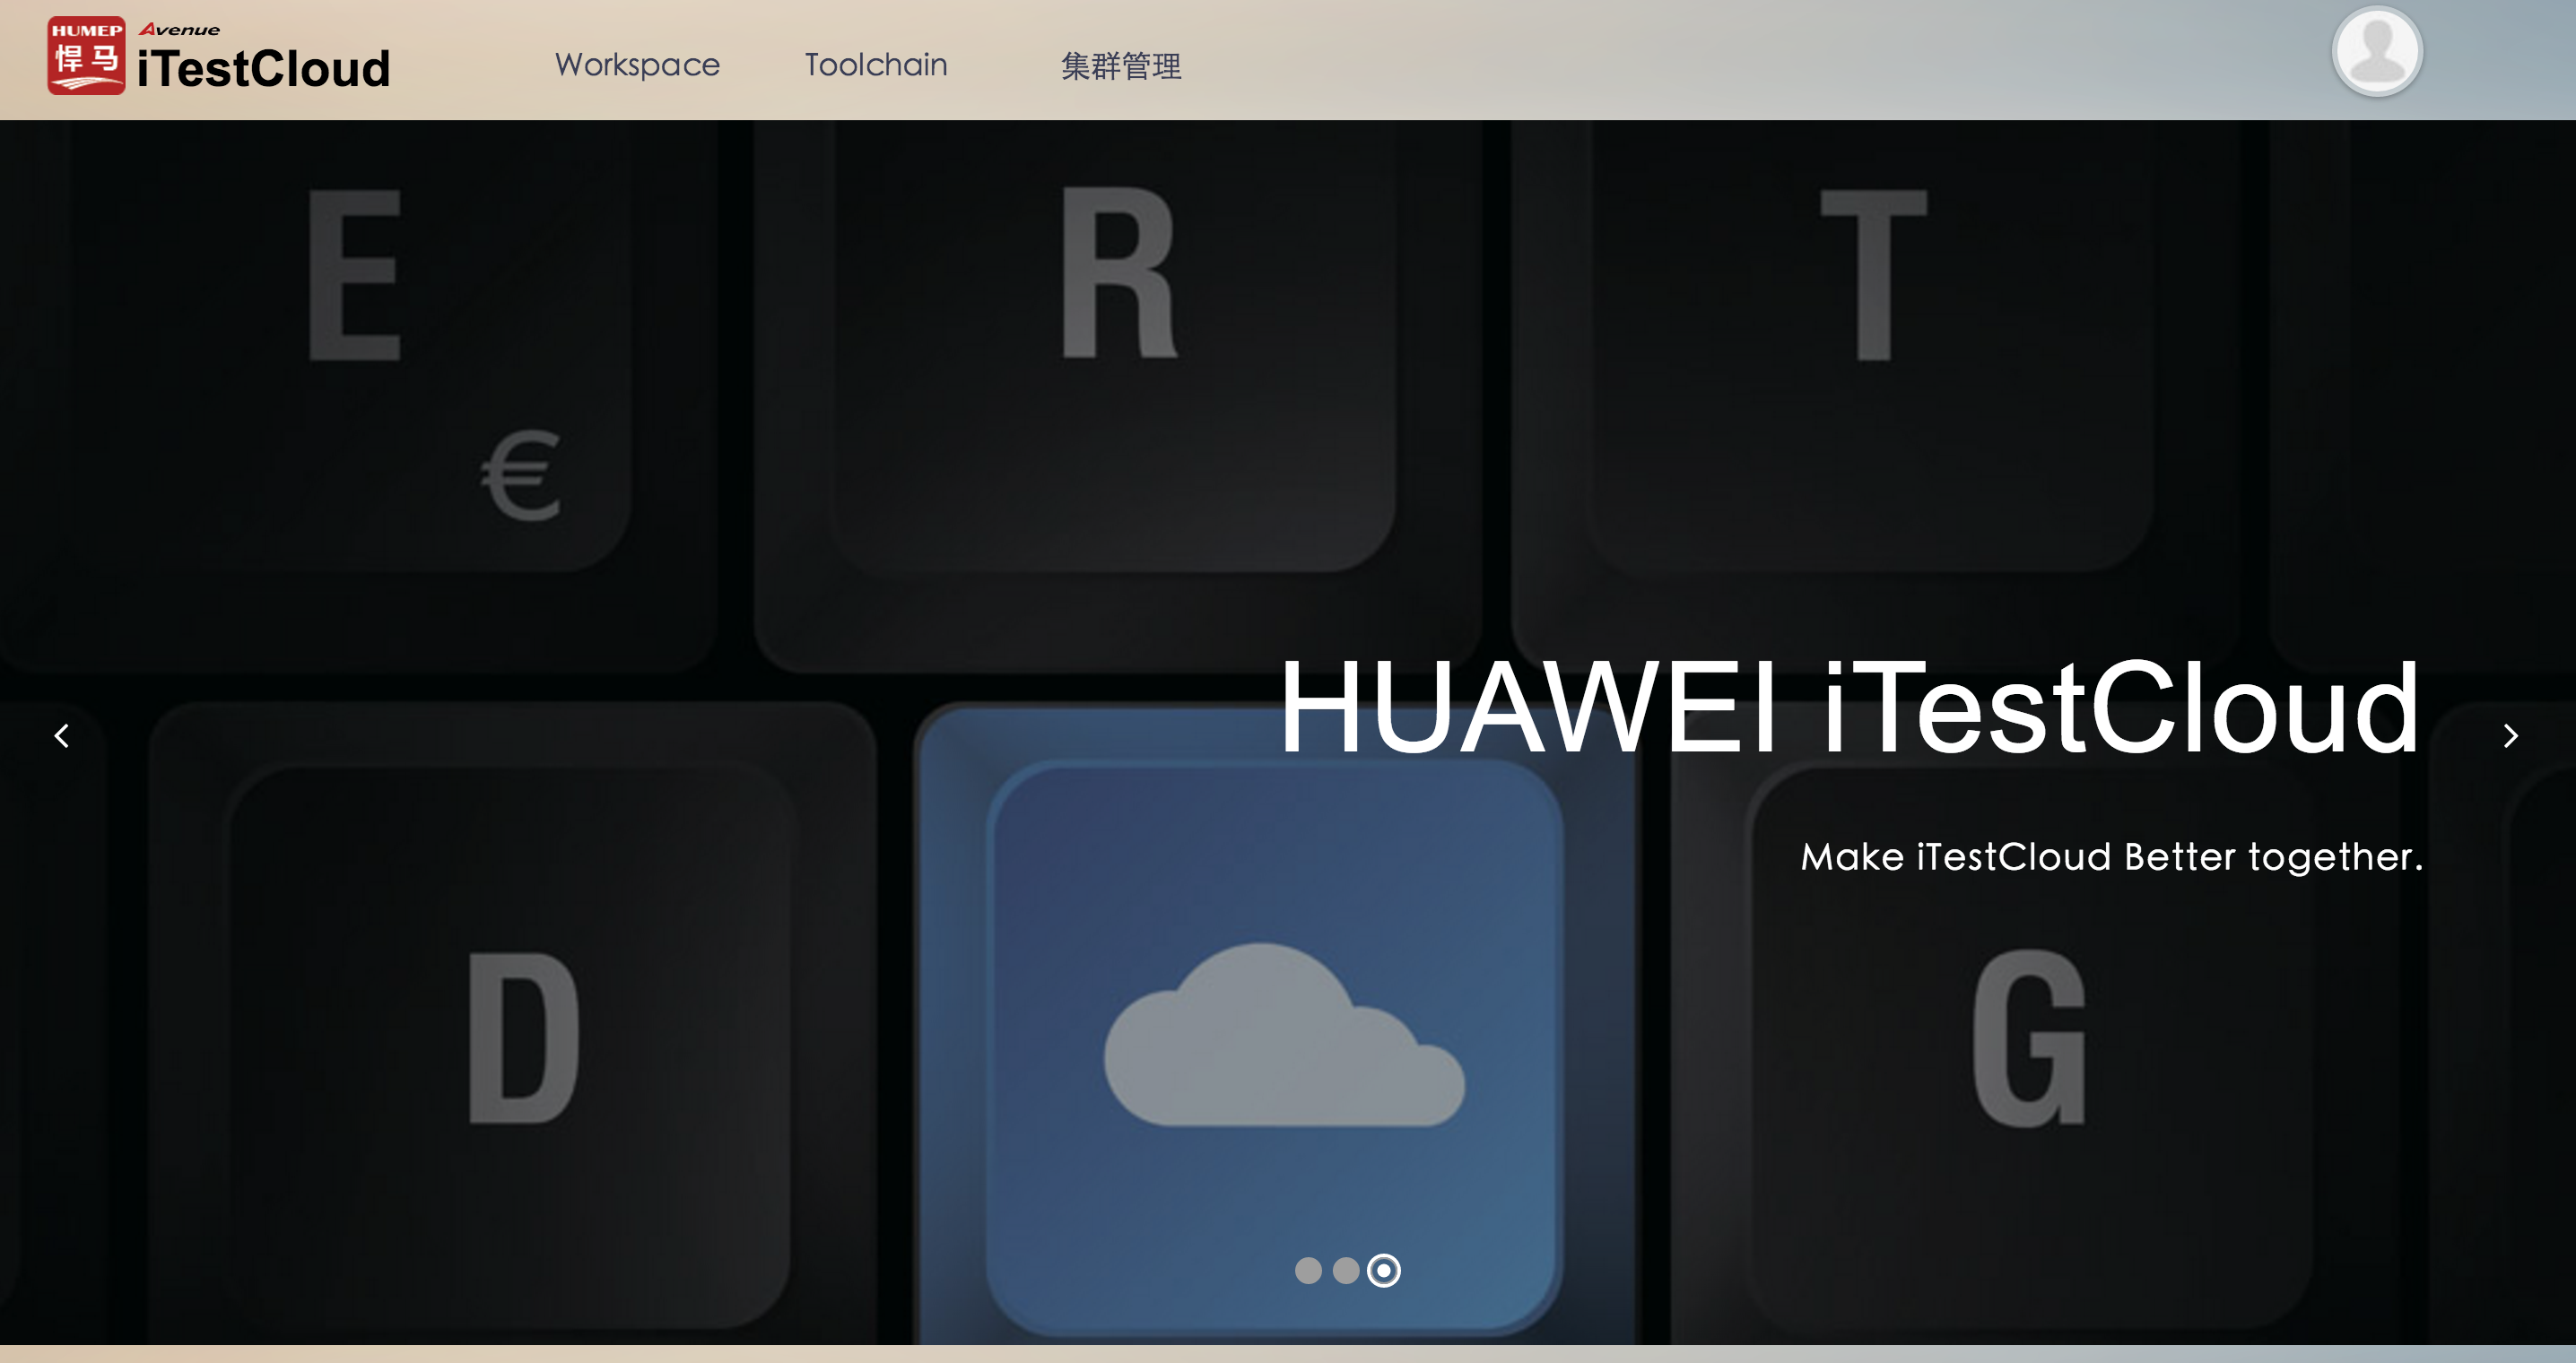 HUMEP
悍马
Avenue
iTestCloud
Workspace
Toolchain
集群管理
E
R
T
€
HUAWEI iTestCloud
Make iTestCloud Better together.
D
G